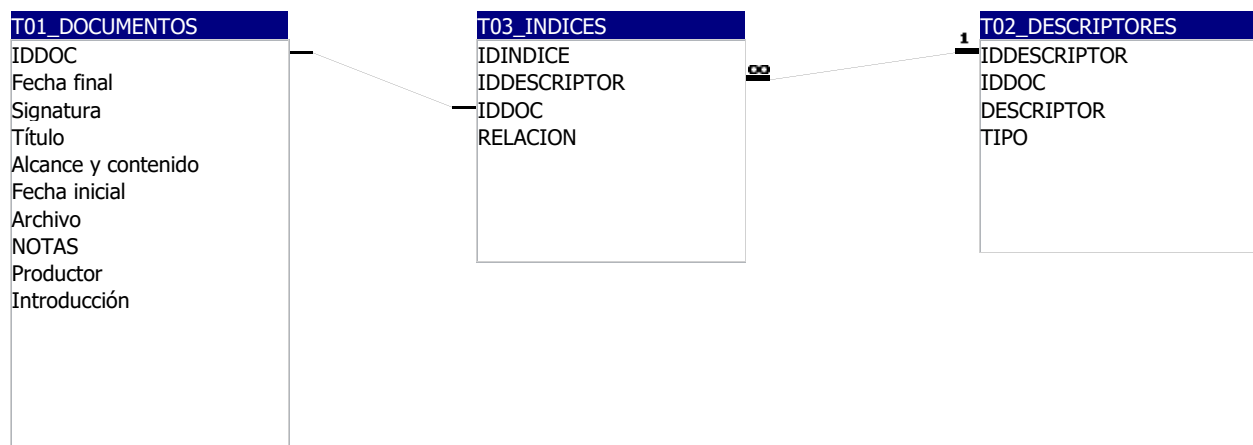 T01_DOCUMENTOS
IDDOC
Fecha final
Signatura
Título
Alcance y contenido
Fecha inicial
Archivo
NOTAS
Productor
Introducción
T03_INDICES
IDINDICE
IDDESCRIPTOR
IDDOC
RELACION
∞
1
T02_DESCRIPTORES
IDDESCRIPTOR
IDDOC
DESCRIPTOR
TIPO